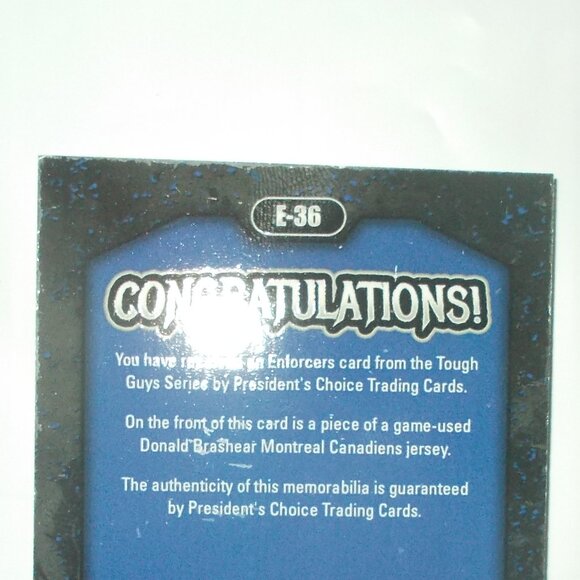 E-36
CONGRATULATIONS!
You have an Enforcers card from the Tough
Guys Series by President's Choice Trading Cards.
On the front of this card is a piece of a game-used
Donald Brashear Montreal Canadiens jersey.
The authenticity of this memorabilia is guaranteed
by President's Choice Trading Cards.